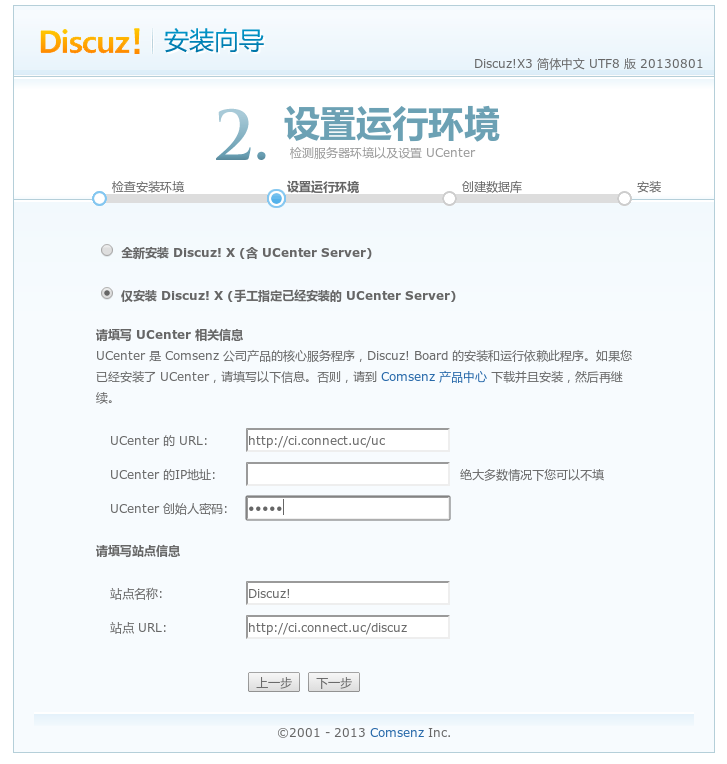 Discuz! 安装向导
Discuz!X3 简体中文 UTF8 版 20130801
2. 设置运行环境
检测服务器环境以及设置 UCenter
检查安装环境 设置运行环境 创建数据库 安装
全新安装 Discuz! X (含 UCenter Server)
仅安装 Discuz! X (手工指定已经安装的 UCenter Server)
请填写 UCenter 相关信息
UCenter 是 Comsenz 公司产品的核心服务程序，Discuz! Board 的安装和运行依赖此程序。如果您
已经安装了 UCenter，请填写以下信息。否则，请到 Comsenz 产品中心 下载并且安装，然后再继
续。
UCenter 的 URL: http://ci.connect.uc/uc
UCenter 的IP地址: 绝大多数情况下您可以不填
UCenter 创始人密码: •••••
请填写站点信息
站点名称: Discuz!
站点 URL: http://ci.connect.uc/discuz
上一步 下一步
©2001 - 2013 Comsenz Inc.